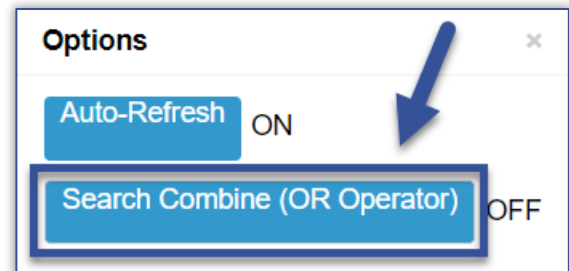 Options ×
Auto-Refresh ON
Search Combine (OR Operator) OFF